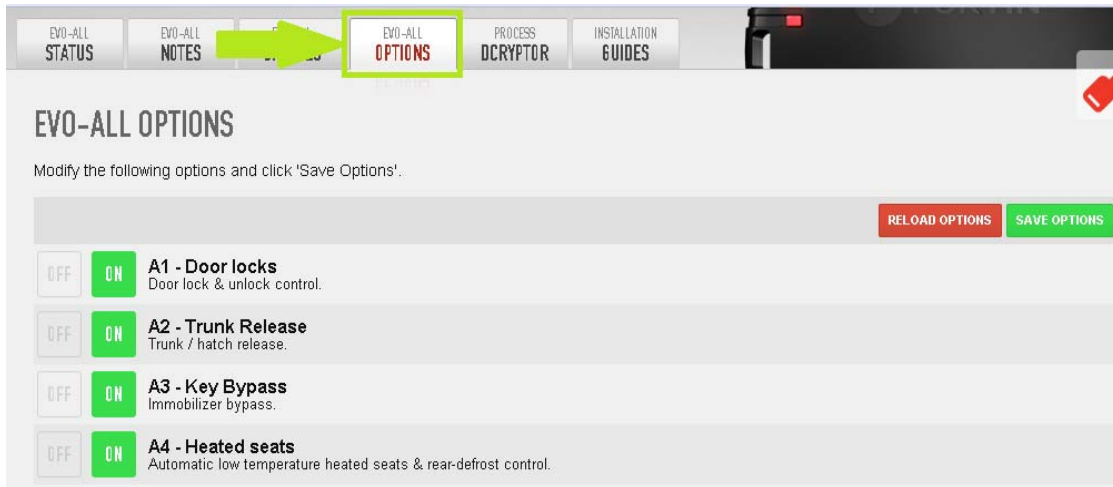 EVO-ALL
STATUS
EVO-ALL
NOTES
EVO-ALL
OPTIONS
PROCESS
DCRYPTOR
INSTALLATION
GUIDES
EVO-ALL OPTIONS
Modify the following options and click 'Save Options'.
RELOAD OPTIONS
SAVE OPTIONS
OFF
ON
A1 - Door locks
Door lock & unlock control.
OFF
ON
A2 - Trunk Release
Trunk / hatch release.
OFF
ON
A3 - Key Bypass
Immobilizer bypass.
OFF
ON
A4 - Heated seats
Automatic low temperature heated seats & rear-defrost control.